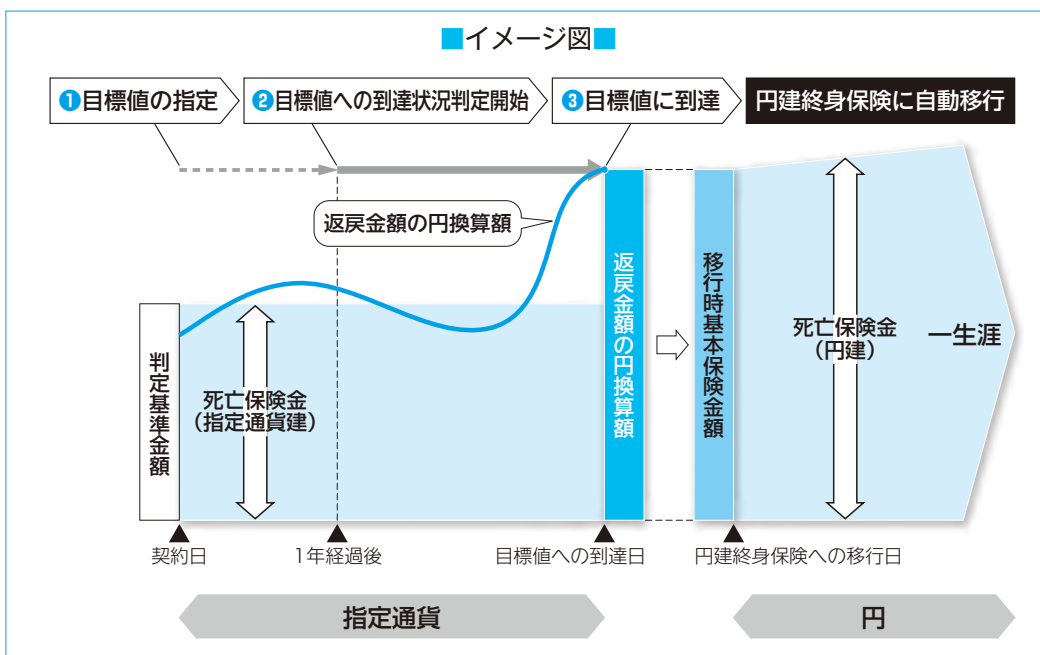 ■イメージ図■
❶目標値の指定
❷目標値への到達状況判定開始
❸目標値に到達
円建終身保険に自動移行
返戻金額の円換算額
判定基準金額
死亡保険金
（指定通貨建）
返戻金額の円換算額
移行時基本保険金額
死亡保険金
（円建）
一生涯
契約日
1年経過後
目標値への到達日
円建終身保険への移行日
指定通貨
円